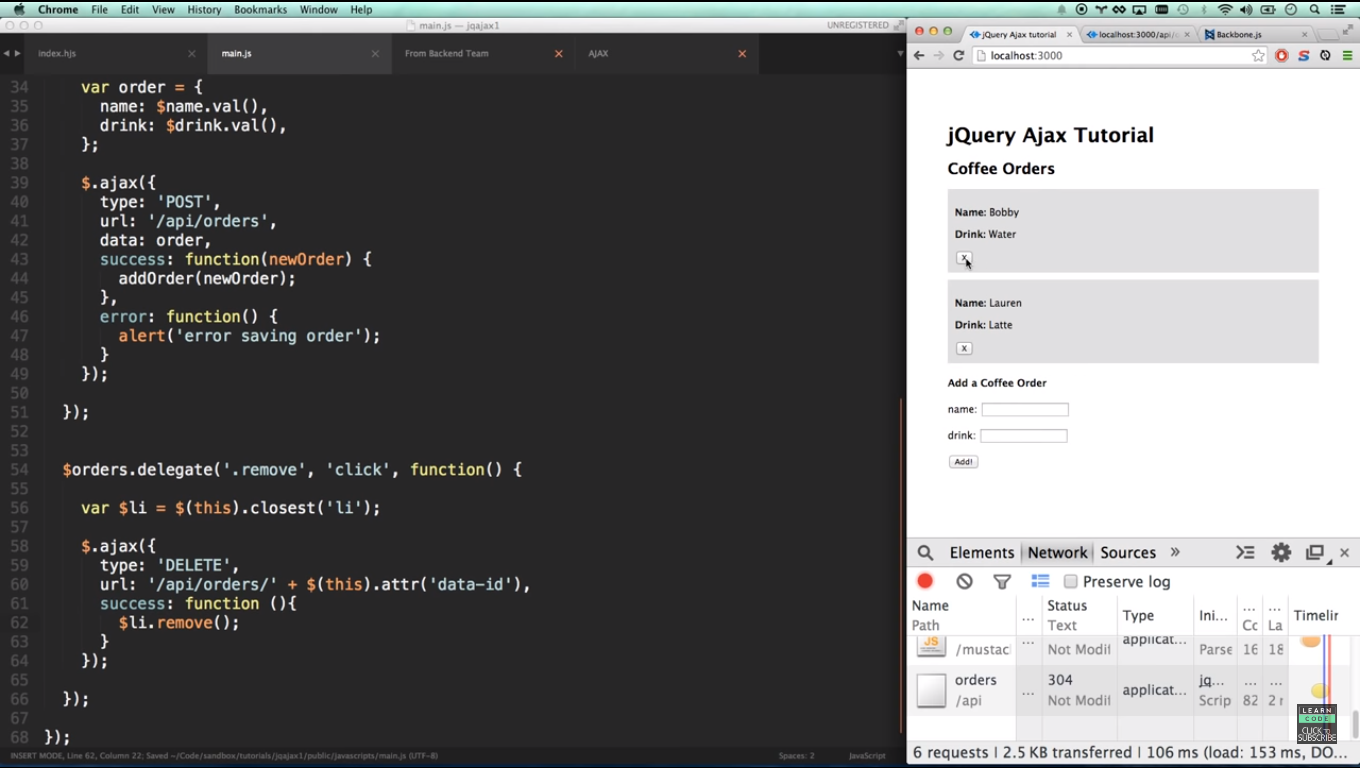 Chrome File Edit View History Bookmarks Window Help
main.js — jqajax1
UNREGISTERED
index.hjs main.js From Backend Team AJAX
34 var order = {
35 name: $name.val(),
36 drink: $drink.val(),
37 };
38
39 $.ajax({
40 type: 'POST',
41 url: '/api/orders',
42 data: order,
43 success: function(newOrder) {
44 addOrder(newOrder);
45 },
46 error: function() {
47 alert('error saving order');
48 }
49 });
50
51 });
52
53
54 $orders.delegate('.remove', 'click', function() {
55
56 var $li = $(this).closest('li');
57
58 $.ajax({
59 type: 'DELETE',
60 url: '/api/orders/' + $(this).attr('data-id'),
61 success: function (){
62 $li.remove();
63 }
64 });
65
66 });
67
68 });
INSERT MODE, Line 62, Column 22; Saved ~/Code/sandbox/tutorials/jqajax1/public/javascripts/main.js (UTF-8)
Spaces: 2
JavaScript
jQuery Ajax tutorial
localhost:3000/api/
Backbone.js
localhost:3000
jQuery Ajax Tutorial
Coffee Orders
Name: Bobby
Drink: Water
X
Name: Lauren
Drink: Latte
X
Add a Coffee Order
name:
drink:
Add!
Elements Network Sources »
Preserve log
Name ... Status Type Ini... ... ... Timelir
Path Text Cc La
JS /mustac ... Not Modif applicat... Parse 16 18
orders ... 304 applicat... jq... ... ...
/api Not Modif Scrip 82 2 r
LEARN CODE
CLICK TO SUBSCRIBE
6 requests | 2.5 KB transferred | 106 ms (load: 153 ms, DO...